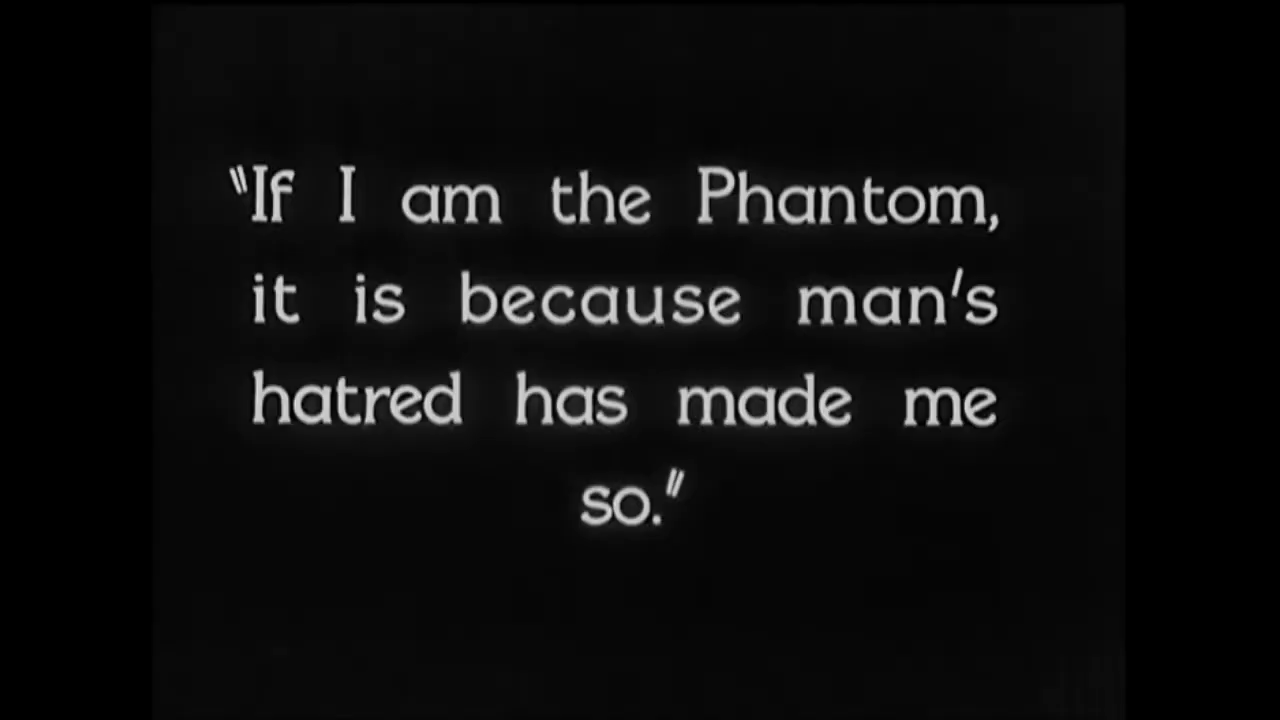 "If I am the Phantom,
it is because man's
hatred has made me
so."